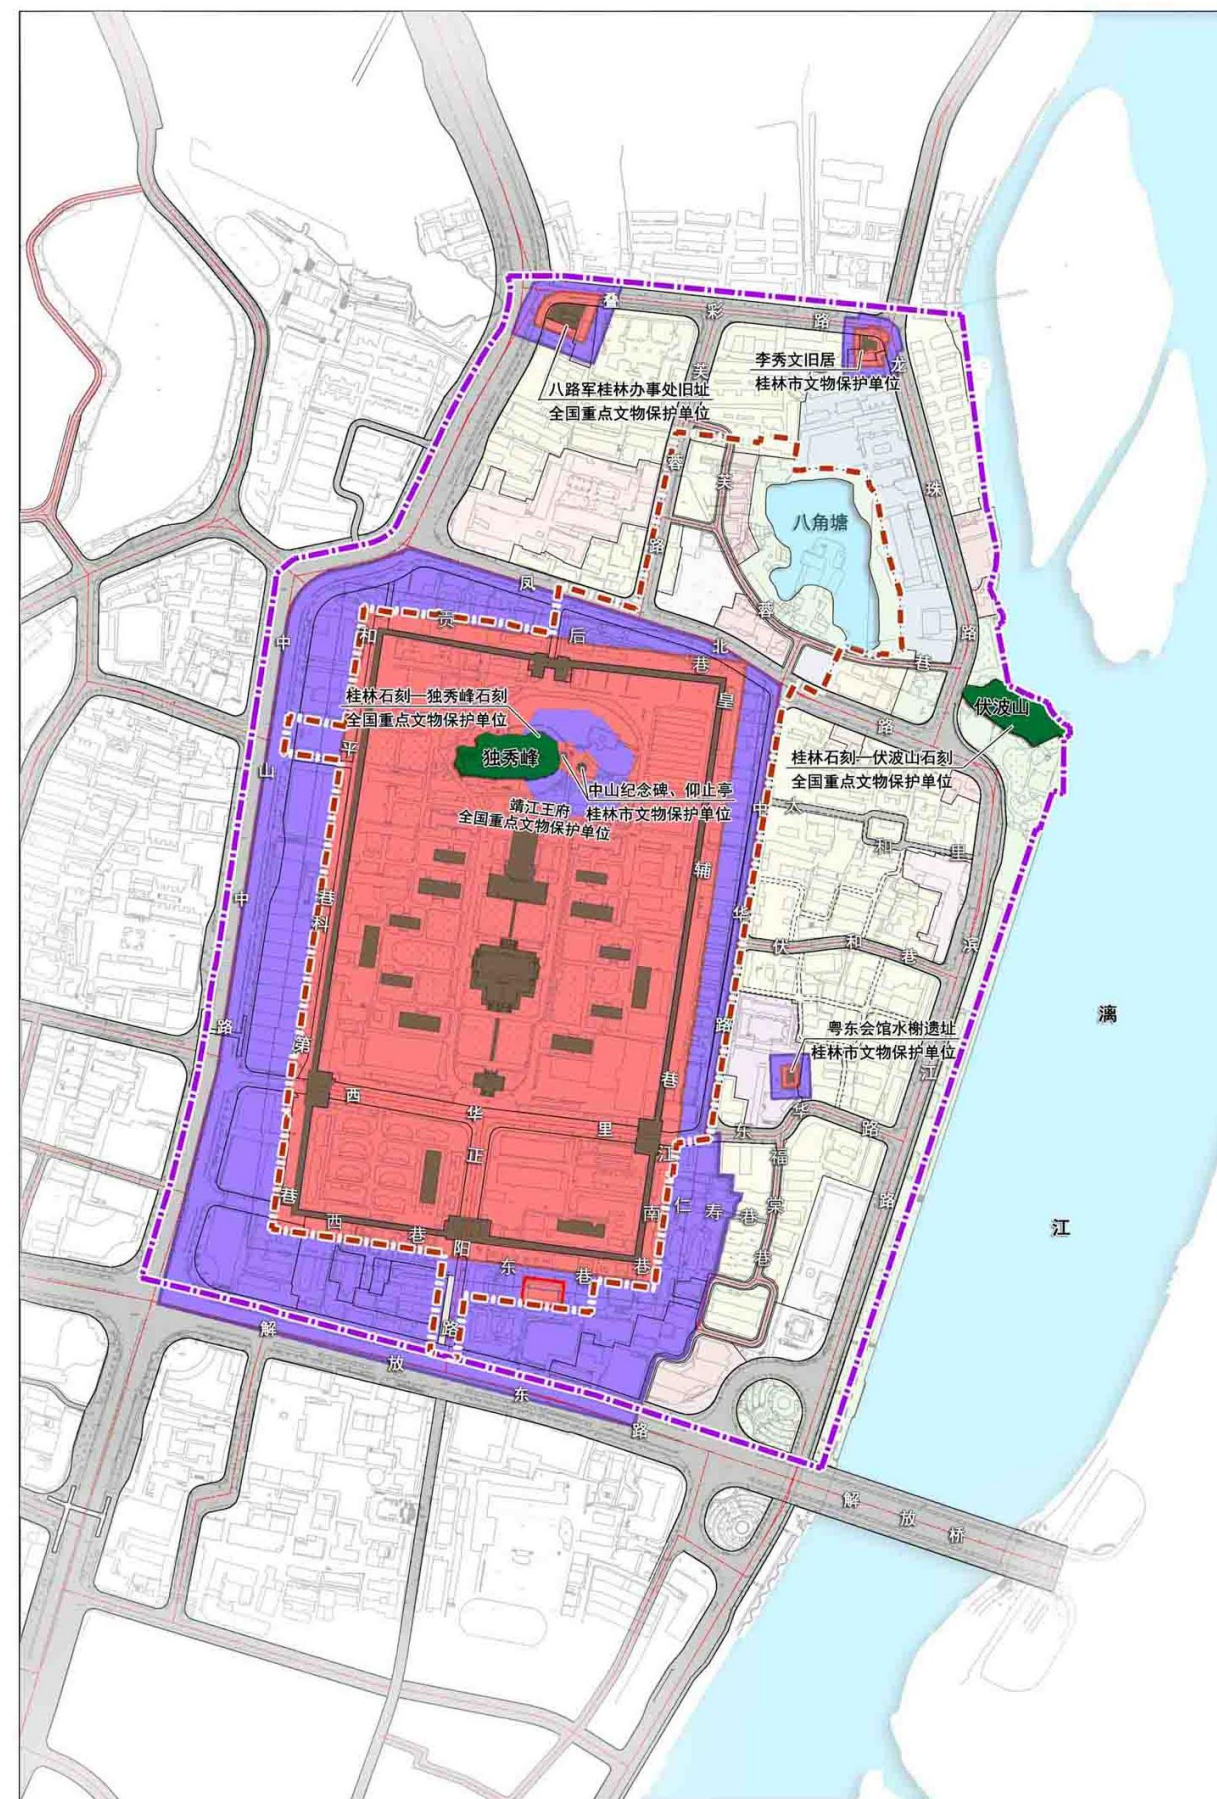 叠彩路
李秀文旧居
桂林市文物保护单位
八路军桂林办事处旧址
全国重点文物保护单位
芙蓉路
龙珠路
芙蓉巷
八角塘
凤北路
中山中路
贡后巷
和平巷
桂林石刻—独秀峰石刻
全国重点文物保护单位
独秀峰
中山纪念碑、仰止亭
桂林市文物保护单位
靖江王府
全国重点文物保护单位
伏波山
桂林石刻—伏波山石刻
全国重点文物保护单位
皇辅巷
中华路
大和里
伏和巷
滨江路
漓江
粤东会馆水榭遗址
桂林市文物保护单位
科第巷
西华里
东华路
正阳路
江南巷
仁寿巷
福棠巷
西巷
东巷
解放东路
解放桥